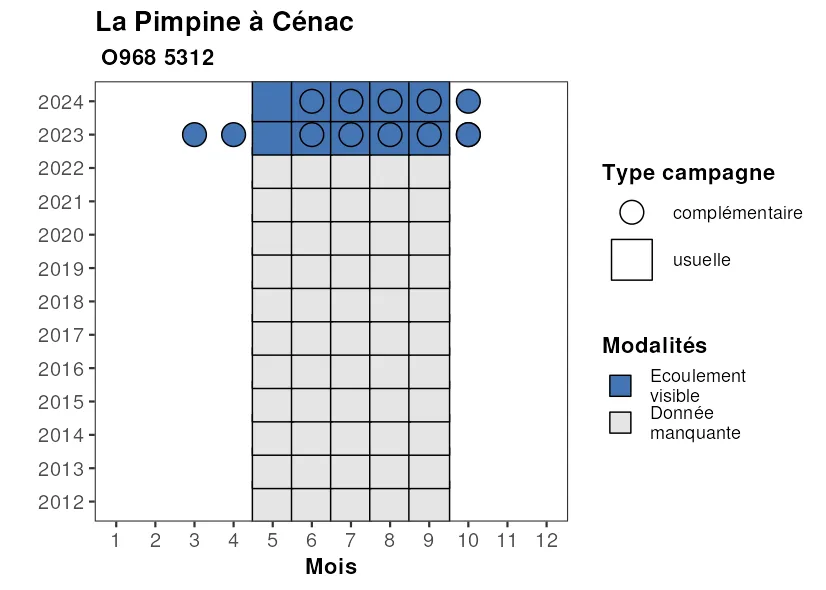 La Pimpine à Cénac
O968 5312
2024
2023
2022
2021
2020
2019
2018
2017
2016
2015
2014
2013
2012
1 2 3 4 5 6 7 8 9 10 11 12
Mois
Type campagne
complémentaire
usuelle
Modalités
Ecoulement
visible
Donnée
manquante